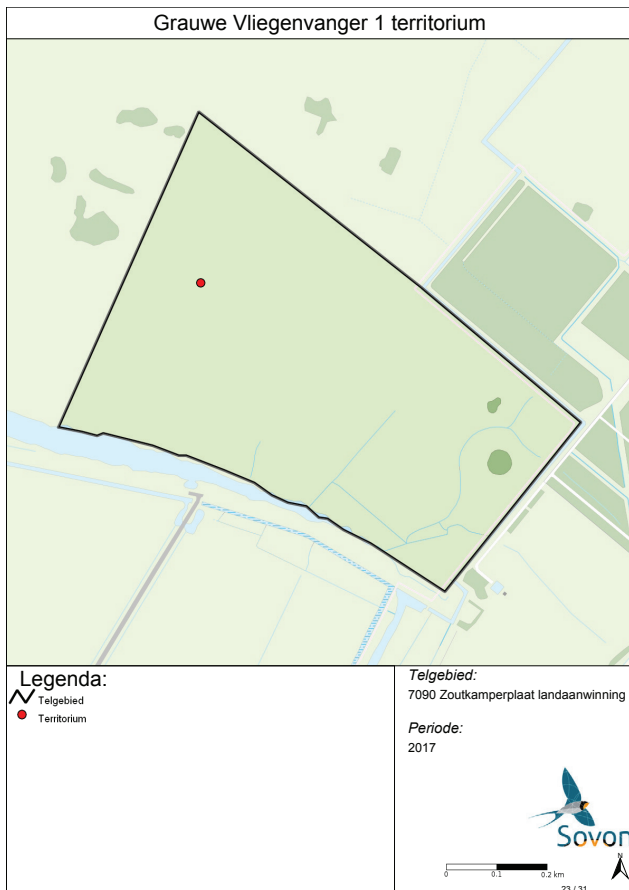 Grauwe Vliegenvanger 1 territorium
Legenda:
Telgebied
Territorium
Telgebied:
7090 Zoutkamperplaat landaanwinning
Periode:
2017
Sovon
N
0 0.1 0.2 km
23 / 31